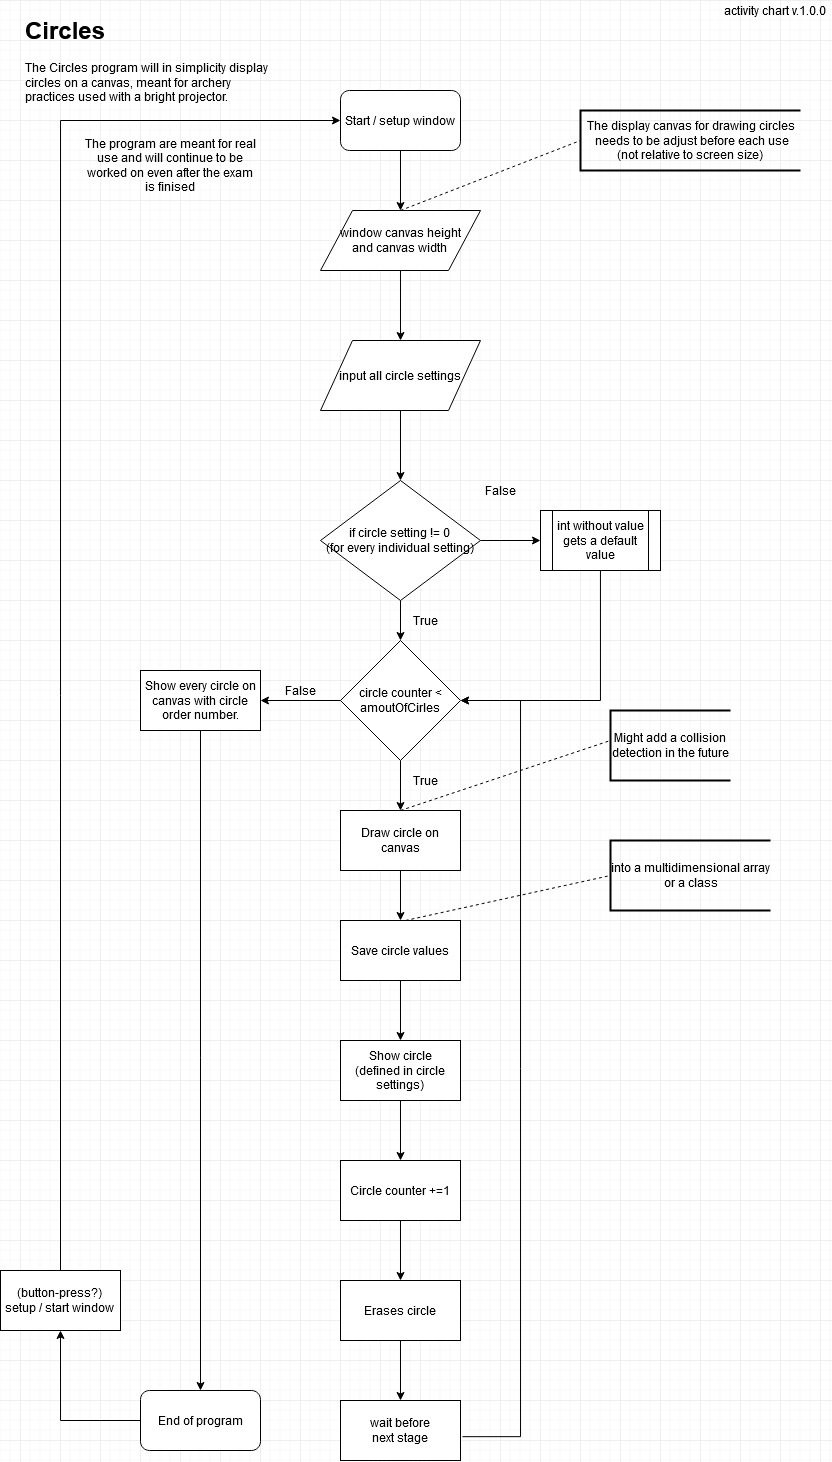 activity chart v.1.0.0
Circles
The Circles program will in simplicity display
circles on a canvas, meant for archery
practices used with a bright projector.
The program are meant for real
use and will continue to be
worked on even after the exam
is finised
Start / setup window
The display canvas for drawing circles
needs to be adjust before each use
(not relative to screen size)
window canvas height
and canvas width
input all circle settings
if circle setting != 0
(for every individual setting)
False
int without value
gets a default
value
True
circle counter <
amoutOfCirles
False
Show every circle on
canvas with circle
order number.
Might add a collision
detection in the future
True
Draw circle on
canvas
into a multidimensional array
or a class
Save circle values
Show circle
(defined in circle
settings)
Circle counter +=1
(button-press?)
setup / start window
Erases circle
End of program
wait before
next stage